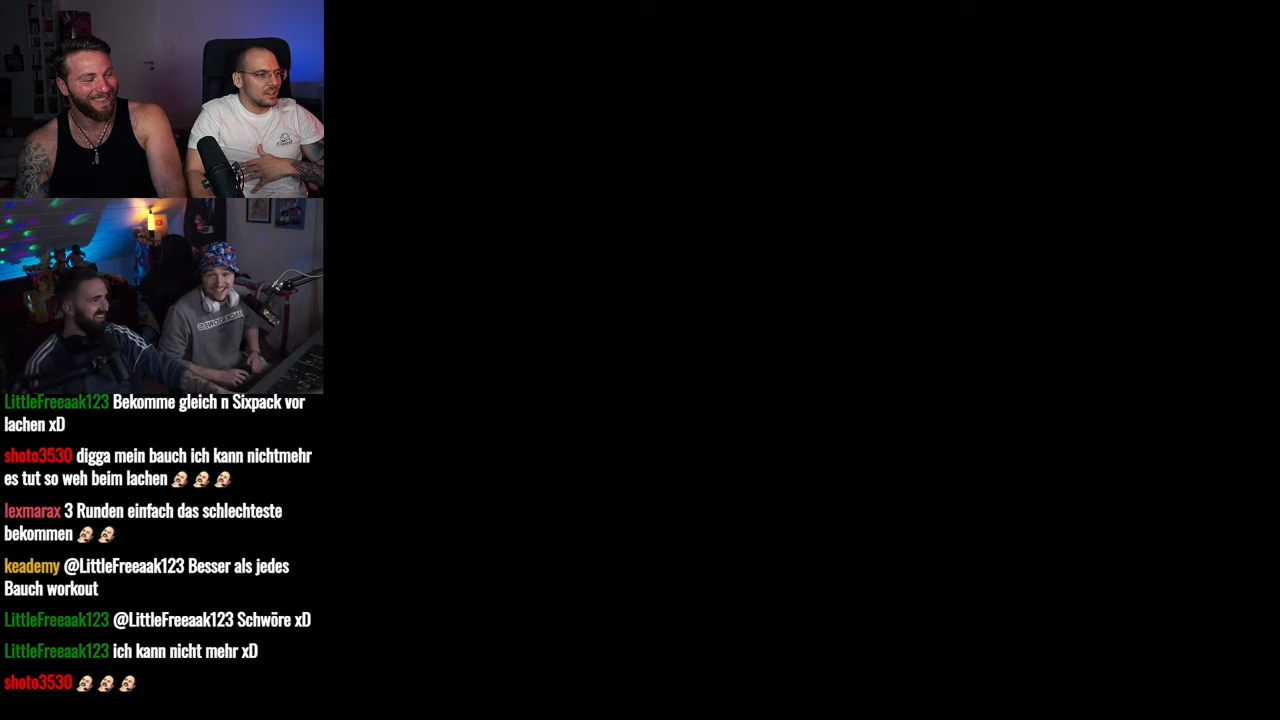 LittleFreeaak123 Bekomme gleich n Sixpack vor
lachen xD
shoto3530 digga mein bauch ich kann nichtmehr
es tut so weh beim lachen
lexmarax 3 Runden einfach das schlechteste
bekommen
keademy @LittleFreeaak123 Besser als jedes
Bauch workout
LittleFreeaak123 @LittleFreeaak123 Schwöre xD
LittleFreeaak123 ich kann nicht mehr xD
shoto3530